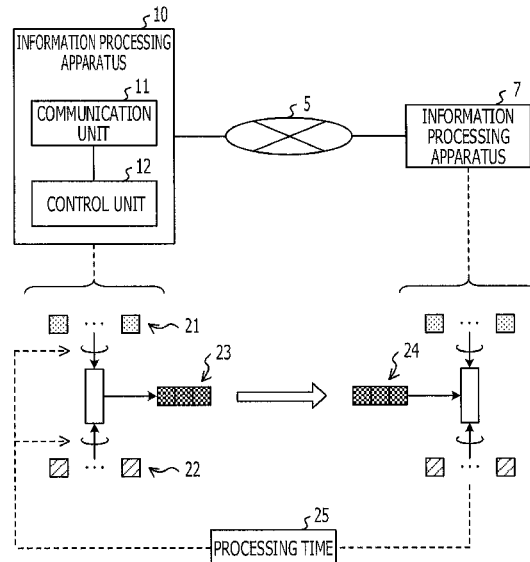 10
INFORMATION PROCESSING
APPARATUS
11
COMMUNICATION
UNIT
12
CONTROL UNIT
5
7
INFORMATION
PROCESSING
APPARATUS
... 21
23
24
...
... 22
...
25
PROCESSING TIME